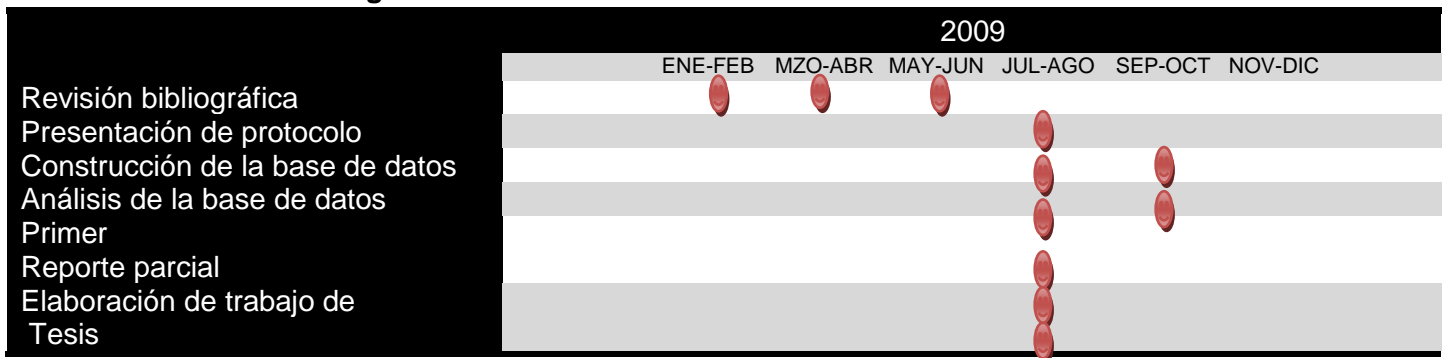 2009
ENE-FEB MZO-ABR MAY-JUN JUL-AGO SEP-OCT NOV-DIC
Revisión bibliográfica
Presentación de protocolo
Construcción de la base de datos
Análisis de la base de datos
Primer
Reporte parcial
Elaboración de trabajo de
Tesis